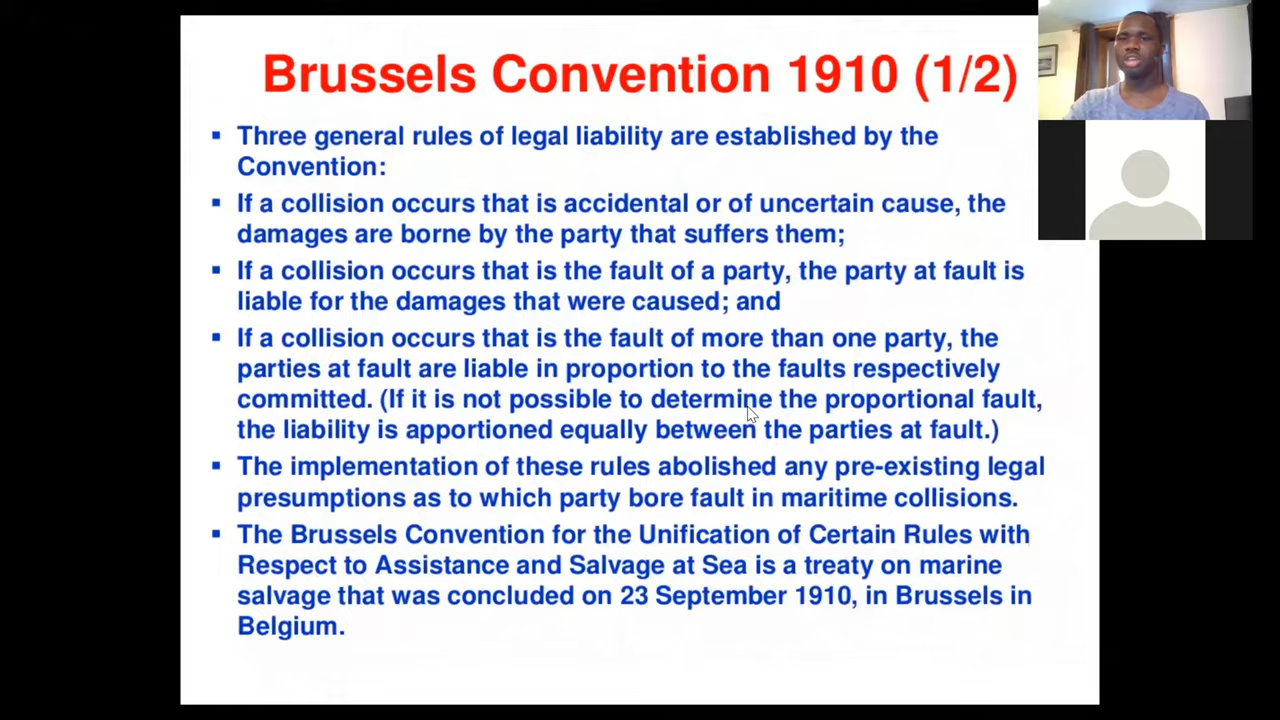 Brussels Convention 1910 (1/2)
▪ Three general rules of legal liability are established by the
Convention:
▪ If a collision occurs that is accidental or of uncertain cause, the
damages are borne by the party that suffers them;
▪ If a collision occurs that is the fault of a party, the party at fault is
liable for the damages that were caused; and
▪ If a collision occurs that is the fault of more than one party, the
parties at fault are liable in proportion to the faults respectively
committed. (If it is not possible to determine the proportional fault,
the liability is apportioned equally between the parties at fault.)
▪ The implementation of these rules abolished any pre-existing legal
presumptions as to which party bore fault in maritime collisions.
▪ The Brussels Convention for the Unification of Certain Rules with
Respect to Assistance and Salvage at Sea is a treaty on marine
salvage that was concluded on 23 September 1910, in Brussels in
Belgium.